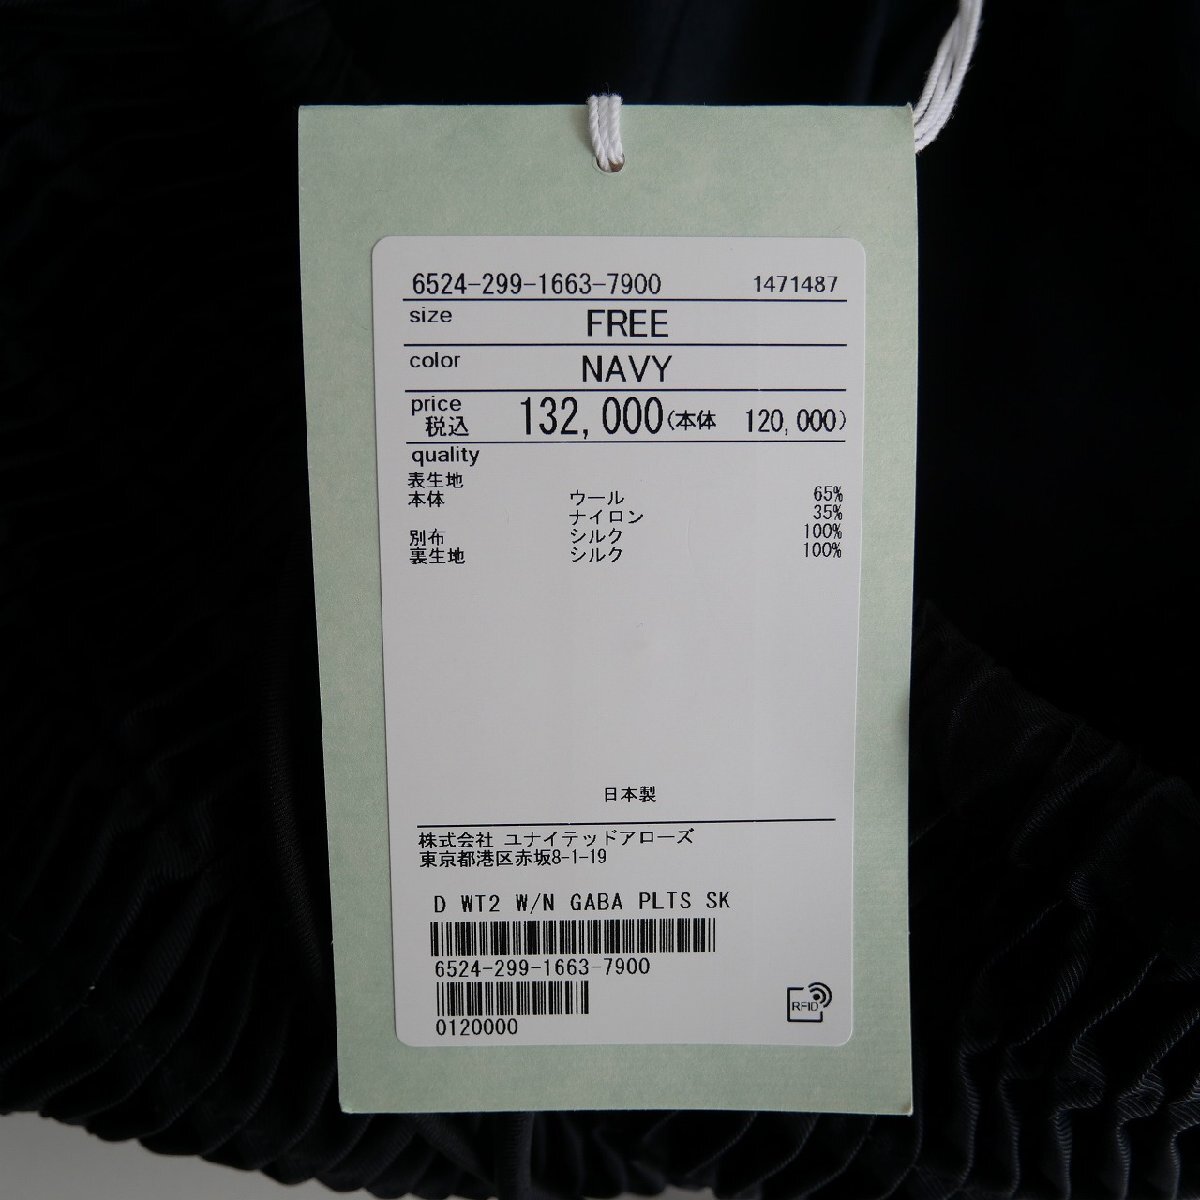 6524-299-1663-7900 1471487
size FREE
color NAVY
price
税込 132,000(本体 120,000)
quality
表生地
本体 ウール 65%
ナイロン 35%
別布 シルク 100%
裏生地 シルク 100%
日本製
株式会社 ユナイテッドアローズ
東京都港区赤坂8-1-19
D WT2 W/N GABA PLTS SK
6524-299-1663-7900
0120000
RFID